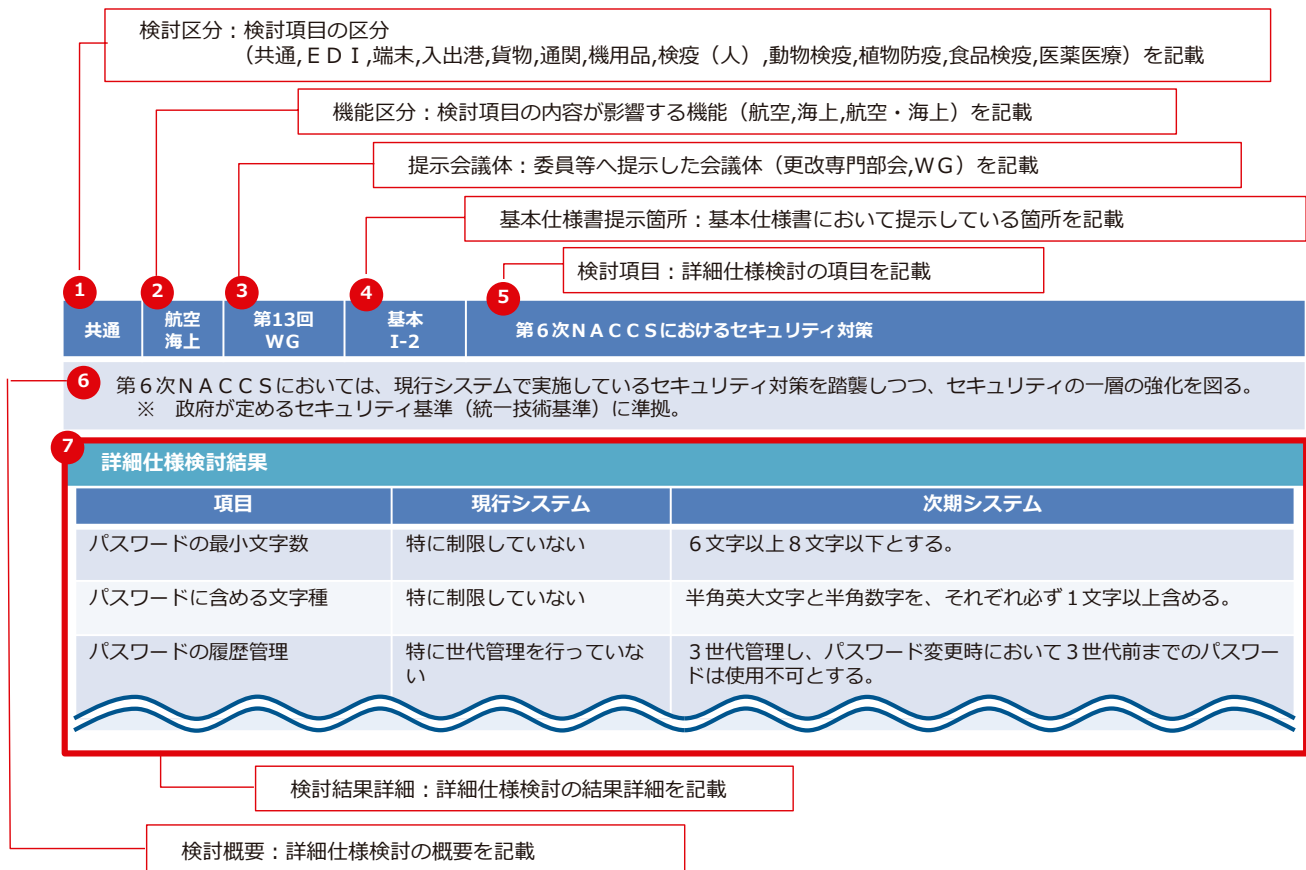 検討区分：検討項目の区分
（共通,ＥＤＩ,端末,入出港,貨物,通関,機用品,検疫（人）,動物検疫,植物防疫,食品検疫,医薬医療）を記載
機能区分：検討項目の内容が影響する機能（航空,海上,航空・海上）を記載
提示会議体：委員等へ提示した会議体（更改専門部会,ＷＧ）を記載
基本仕様書提示箇所：基本仕様書において提示している箇所を記載
検討項目：詳細仕様検討の項目を記載
1 2 3 4 5
共通 航空 第13回 基本 第６次ＮＡＣＣＳにおけるセキュリティ対策
海上 ＷＧ I-2
6 第６次ＮＡＣＣＳにおいては、現行システムで実施しているセキュリティ対策を踏襲しつつ、セキュリティの一層の強化を図る。
※　政府が定めるセキュリティ基準（統一技術基準）に準拠。
7 詳細仕様検討結果
項目 現行システム 次期システム
パスワードの最小文字数 特に制限していない ６文字以上８文字以下とする。
パスワードに含める文字種 特に制限していない 半角英大文字と半角数字を、それぞれ必ず１文字以上含める。
パスワードの履歴管理 特に世代管理を行っていな ３世代管理し、パスワード変更時において３世代前までのパスワー
い ドは使用不可とする。
検討結果詳細：詳細仕様検討の結果詳細を記載
検討概要：詳細仕様検討の概要を記載